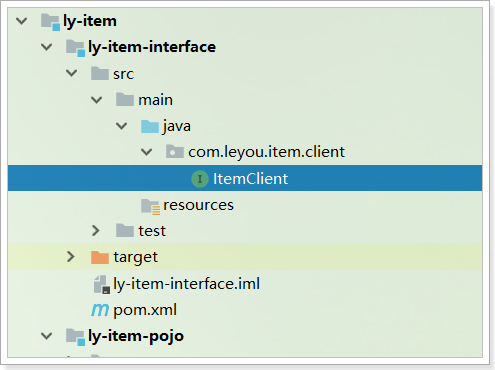 ly-item
ly-item-interface
src
main
java
com.leyou.item.client
I ItemClient
resources
test
target
ly-item-interface.iml
m pom.xml
ly-item-pojo